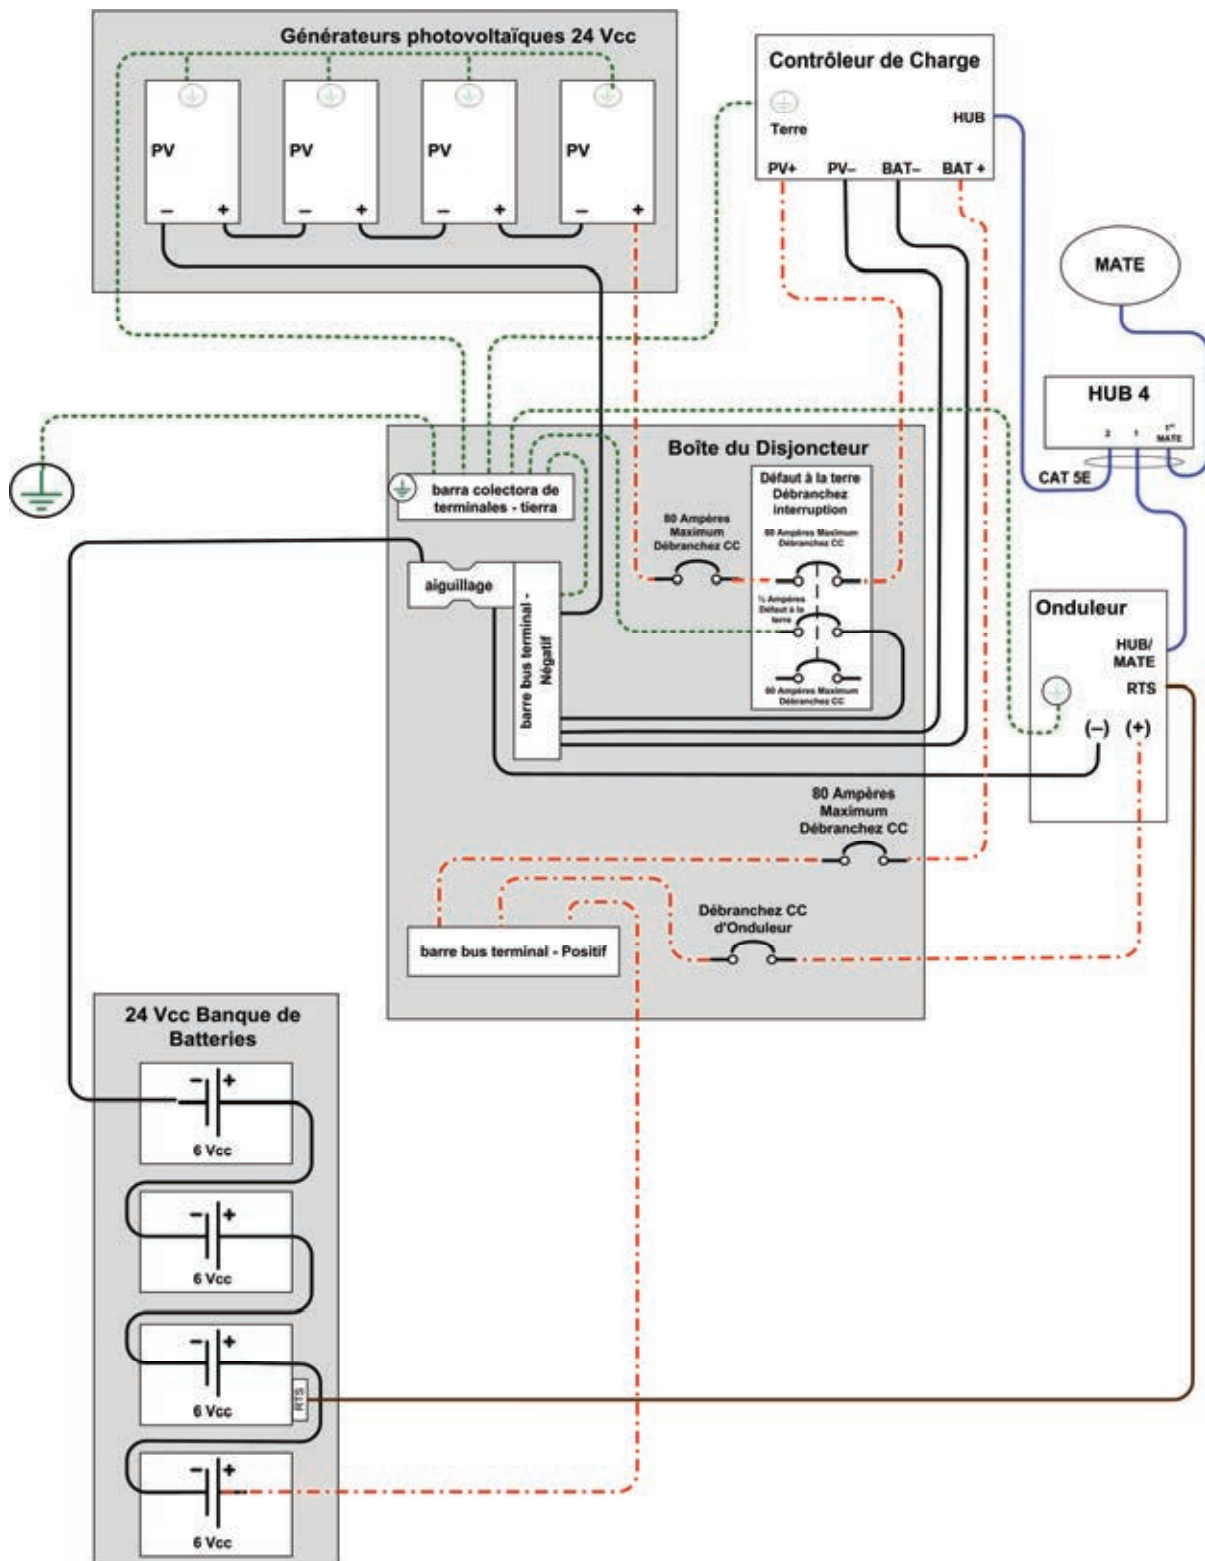 Générateurs photovoltaïques 24 Vcc
PV
PV
PV
PV
– +
– +
– +
– +
Contrôleur de Charge
Terre
HUB
PV+ PV– BAT– BAT +
MATE
HUB 4
2 1 1er MATE
CAT 5E
Boîte du Disjoncteur
barra colectora de
terminales - tierra
80 Ampères
Maximum
Débranchez CC
Défaut à la terre
Débranchez
interruption
80 Ampères Maximum
Débranchez CC
½ Ampères
Défaut à la
terre
80 Ampères Maximum
Débranchez CC
aiguillage
barre bus terminal -
Négatif
Onduleur
HUB/
MATE
RTS
(–) (+)
80 Ampères
Maximum
Débranchez CC
Débranchez CC
d'Onduleur
barre bus terminal - Positif
24 Vcc Banque de
Batteries
– +
6 Vcc
– +
6 Vcc
– +
6 Vcc
RTS
– +
6 Vcc